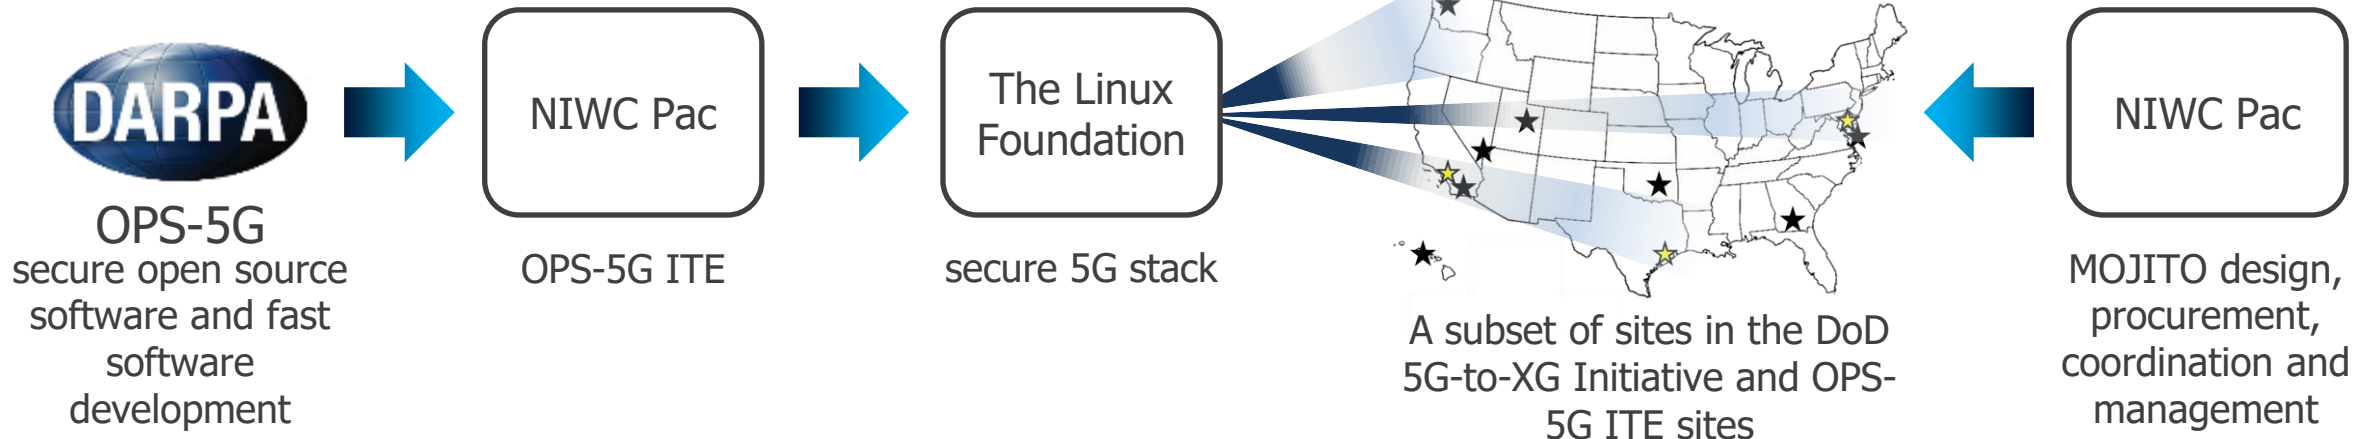 DARPA
OPS-5G
secure open source
software and fast
software
development
NIWC Pac
OPS-5G ITE
The Linux
Foundation
secure 5G stack
A subset of sites in the DoD
5G-to-XG Initiative and OPS-
5G ITE sites
NIWC Pac
MOJITO design,
procurement,
coordination and
management